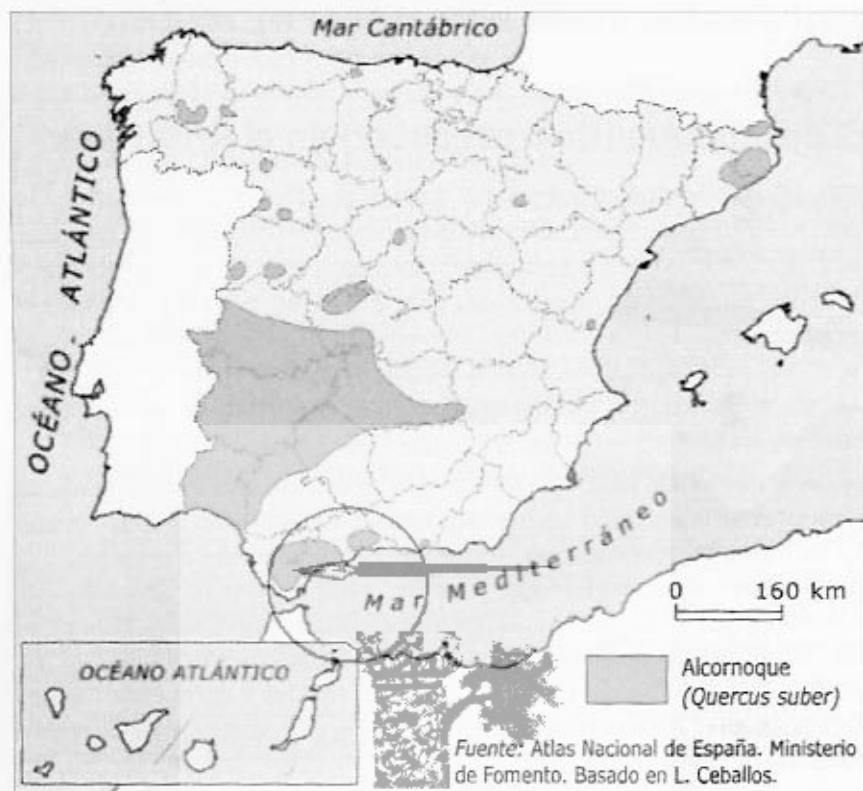 Mar Cantábrico
OCÉANO ATLÁNTICO
Mar Mediterráneo
0 160 km
OCÉANO ATLÁNTICO
Alcornoque
(Quercus suber)
Fuente: Atlas Nacional de España. Ministerio
de Fomento. Basado en L. Ceballos.